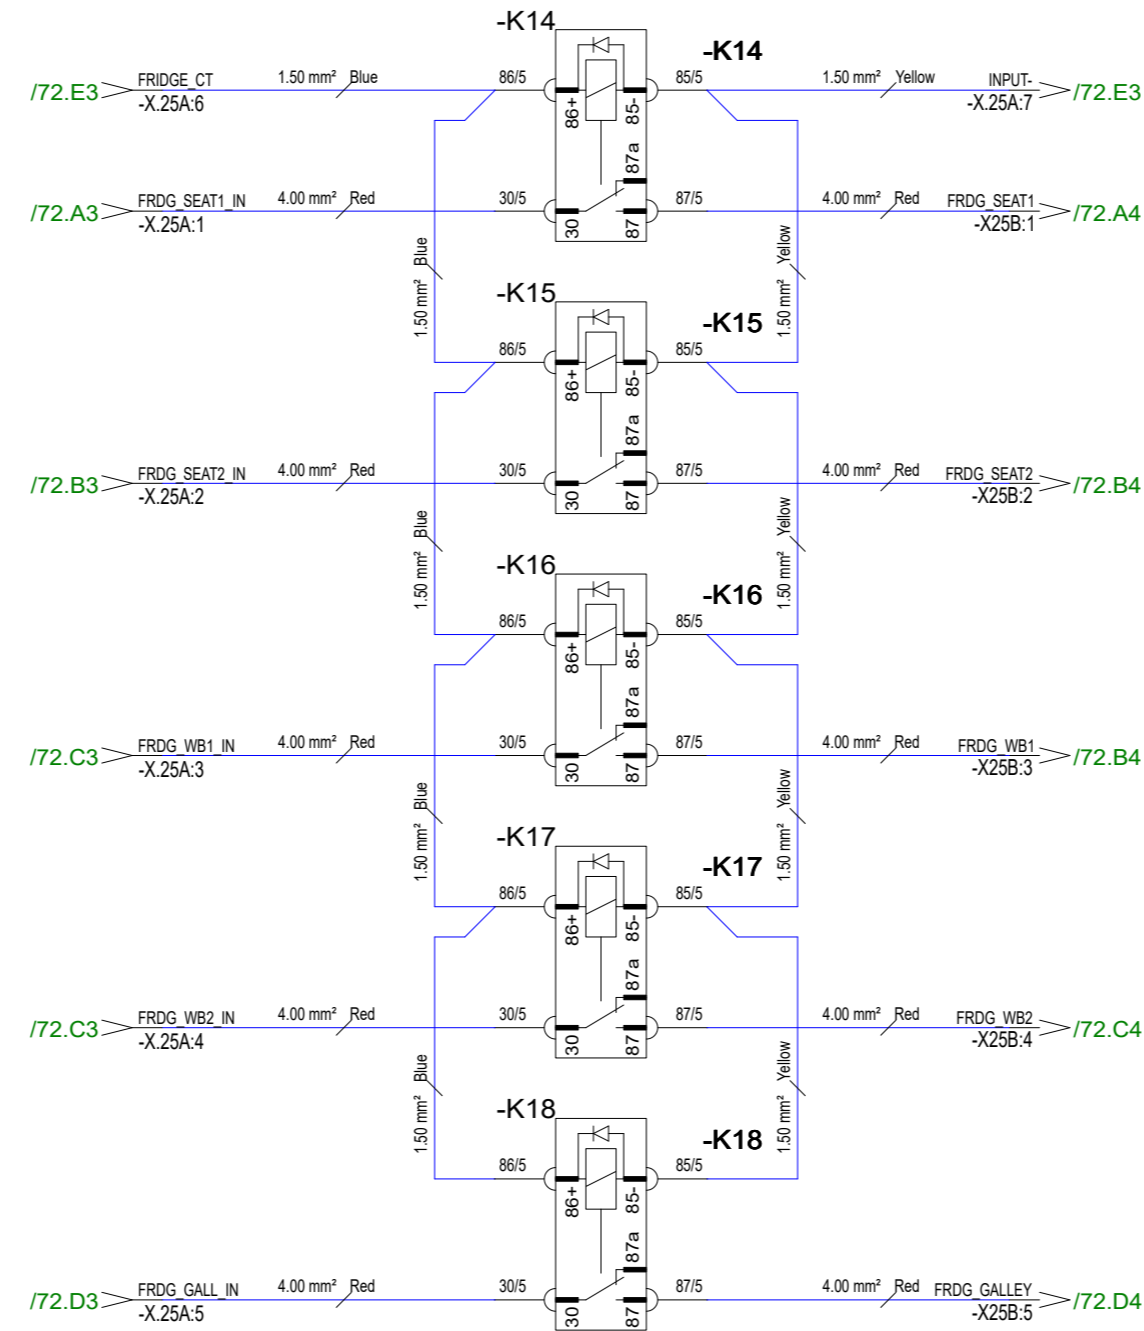 -K14
-K14
/72.E3 FRIDGE_CT 1.50 mm² Blue 86/5 86+ 85- 85/5 1.50 mm² Yellow INPUT- /72.E3
-X.25A:6 -X.25A:7
87a
/72.A3 FRDG_SEAT1_IN 4.00 mm² Red 30/5 30 87 87/5 4.00 mm² Red FRDG_SEAT1 /72.A4
-X.25A:1 -X25B:1
1.50 mm² Blue
1.50 mm² Yellow
-K15
-K15
86/5 86+ 85- 85/5
87a
/72.B3 FRDG_SEAT2_IN 4.00 mm² Red 30/5 30 87 87/5 4.00 mm² Red FRDG_SEAT2 /72.B4
-X.25A:2 -X25B:2
1.50 mm² Blue
1.50 mm² Yellow
-K16
-K16
86/5 86+ 85- 85/5
87a
/72.C3 FRDG_WB1_IN 4.00 mm² Red 30/5 30 87 87/5 4.00 mm² Red FRDG_WB1 /72.B4
-X.25A:3 -X25B:3
1.50 mm² Blue
1.50 mm² Yellow
-K17
-K17
86/5 86+ 85- 85/5
87a
/72.C3 FRDG_WB2_IN 4.00 mm² Red 30/5 30 87 87/5 4.00 mm² Red FRDG_WB2 /72.C4
-X.25A:4 -X25B:4
1.50 mm² Blue
1.50 mm² Yellow
-K18
-K18
86/5 86+ 85- 85/5
87a
/72.D3 FRDG_GALL_IN 4.00 mm² Red 30/5 30 87 87/5 4.00 mm² Red FRDG_GALLEY /72.D4
-X.25A:5 -X25B:5